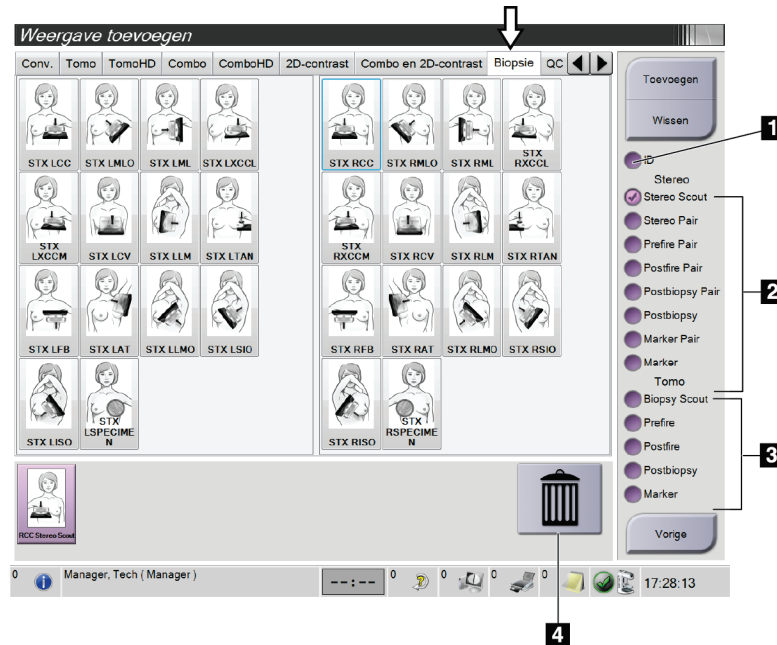 Weergave toevoegen
Conv. Tomo TomoHD Combo ComboHD 2D-contrast Combo en 2D-contrast Biopsie QC
STX LCC STX LMLO STX LML STX LXCCL
STX
LXCCM STX LCV STX LLM STX LTAN
STX LFB STX LAT STX LLMO STX LSIO
STX LISO STX
LSPECIME
N
STX RCC STX RMLO STX RML STX
RXCCL
STX
RXCCM STX RCV STX RLM STX RTAN
STX RFB STX RAT STX RLMO STX RSIO
STX RISO STX
RSPECIME
N
Toevoegen
Wissen
ID
Stereo
Stereo Scout
Stereo Pair
Prefire Pair
Postfire Pair
Postbiopsy Pair
Postbiopsy
Marker Pair
Marker
Tomo
Biopsy Scout
Prefire
Postfire
Postbiopsy
Marker
Vorige
1
2
3
4
RCC Stereo Scout
0 Manager, Tech ( Manager ) --:-- 0 0 0 0 17:28:13